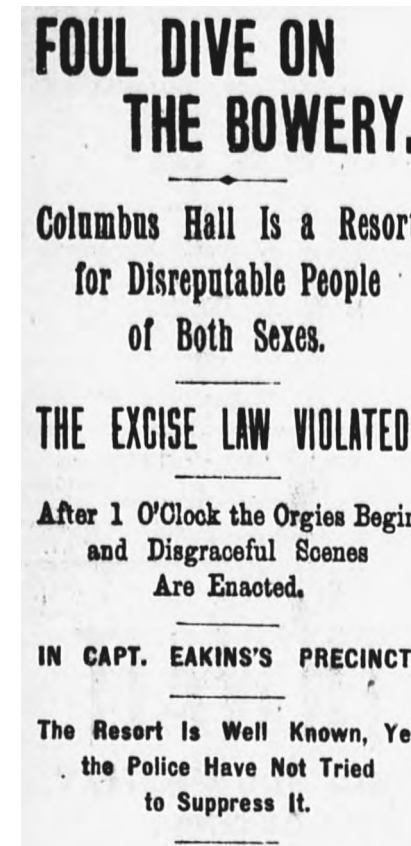 FOUL DIVE ON
THE BOWERY.
Columbus Hall Is a Resor
for Disreputable People
of Both Sexes.
THE EXCISE LAW VIOLATED
After 1 O'Clock the Orgies Begin
and Disgraceful Scenes
Are Enacted.
IN CAPT. EAKINS'S PRECINCT
The Resort Is Well Known, Ye
the Police Have Not Tried
to Suppress It.